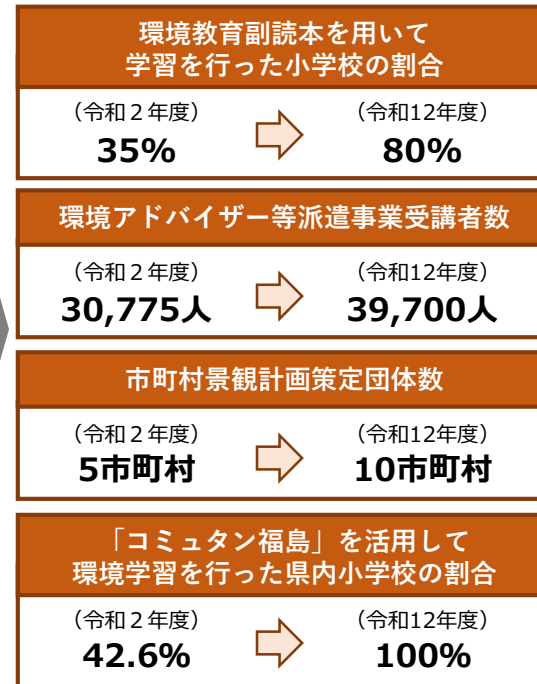 環境教育副読本を用いて
学習を行った小学校の割合
（令和２年度）
35%
（令和12年度）
80%
環境アドバイザー等派遣事業受講者数
（令和２年度）
30,775人
（令和12年度）
39,700人
市町村景観計画策定団体数
（令和２年度）
5市町村
（令和12年度）
10市町村
「コミュタン福島」を活用して
環境学習を行った県内小学校の割合
（令和２年度）
42.6%
（令和12年度）
100%